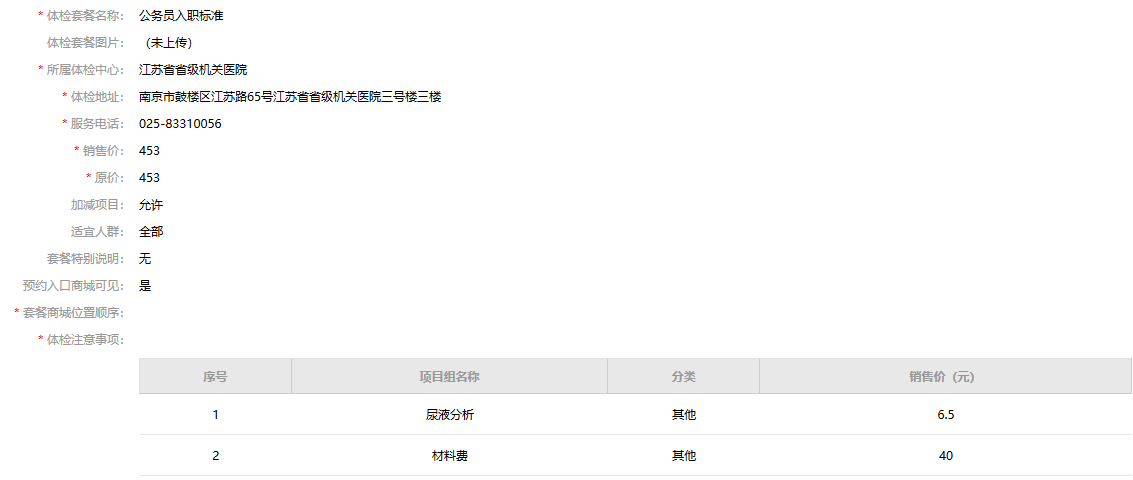 * 体检套餐名称： 公务员入职标准
体检套餐图片： （未上传）
* 所属体检中心： 江苏省省级机关医院
* 体检地址： 南京市鼓楼区江苏路65号江苏省省级机关医院三号楼三楼
* 服务电话： 025-83310056
* 销售价： 453
* 原价： 453
加减项目： 允许
适宜人群： 全部
套餐特别说明： 无
预约入口商城可见： 是
* 套餐商城位置顺序：
* 体检注意事项：
序号 项目组名称 分类 销售价（元）
1 尿液分析 其他 6.5
2 材料费 其他 40